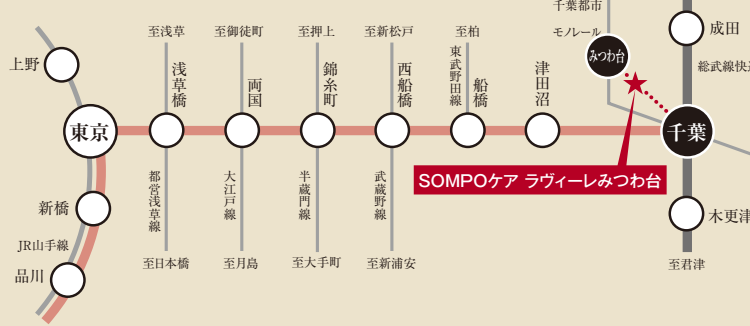 千葉都市
モノレール
至浅草
至御徒町
至押上
至新松戸
至柏
成田
上野
浅草橋
両国
錦糸町
西船橋
東武野田線
船橋
津田沼
みつわ台
総武線快速
東京
千葉
SOMPOケア ラヴィーレみつわ台
都営浅草線
大江戸線
半蔵門線
武蔵野線
新橋
木更津
JR山手線
品川
至日本橋
至月島
至大手町
至新浦安
至君津